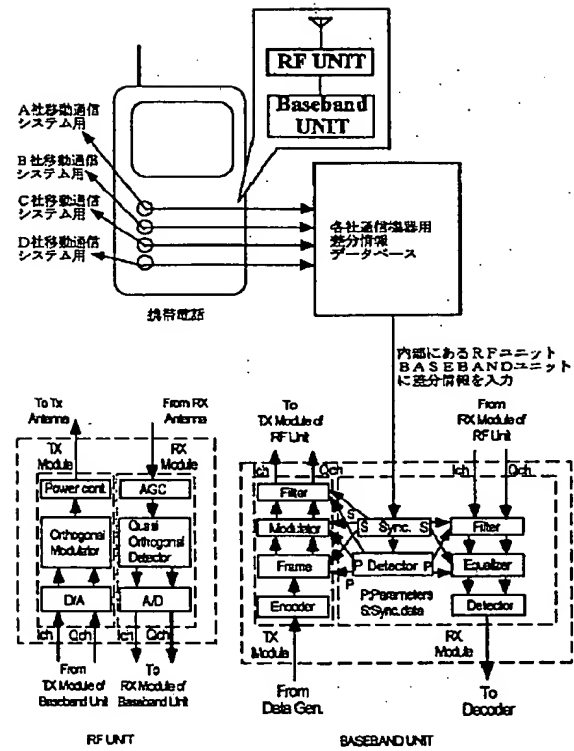 RF UNIT
Baseband
UNIT
A社移動通信
システム用
B社移動通信
システム用
C社移動通信
システム用
D社移動通信
システム用
各社通信機器用
差分情報
データベース
携帯電話
内部にあるRFユニット
BASEBANDユニット
に差分情報を入力
To Tx
Antenna
From RX
Antenna
TX
Module
RX
Module
Power cont.
AGC
Orthogonal
Modulator
Quasi
Orthogonal
Detector
D/A
A/D
Ich
Qch
Ich
Qch
From
TX Module of
Baseband Unit
To
RX Module of
Baseband Unit
RF UNIT
To
TX Module of
RF Unit
From
RX Module of
RF Unit
Ich
Qch
Ich
Qch
Filter
S
Modulator
S Sync. S
Filter
P
Frame
P Detector P
Equalizer
P
Encoder
P:Parameters
S:Sync.data
Detector
TX
Module
RX
Module
From
Data Gen.
To
Decoder
BASEBAND UNIT